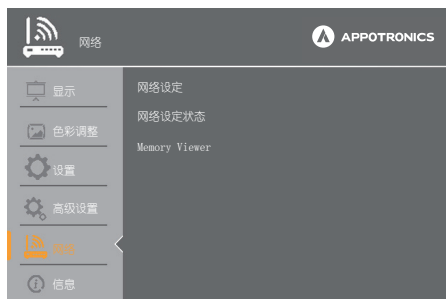 网络
APPOTRONICS
显示
色彩调整
设置
高级设置
网络
信息
网络设定
网络设定状态
Memory Viewer